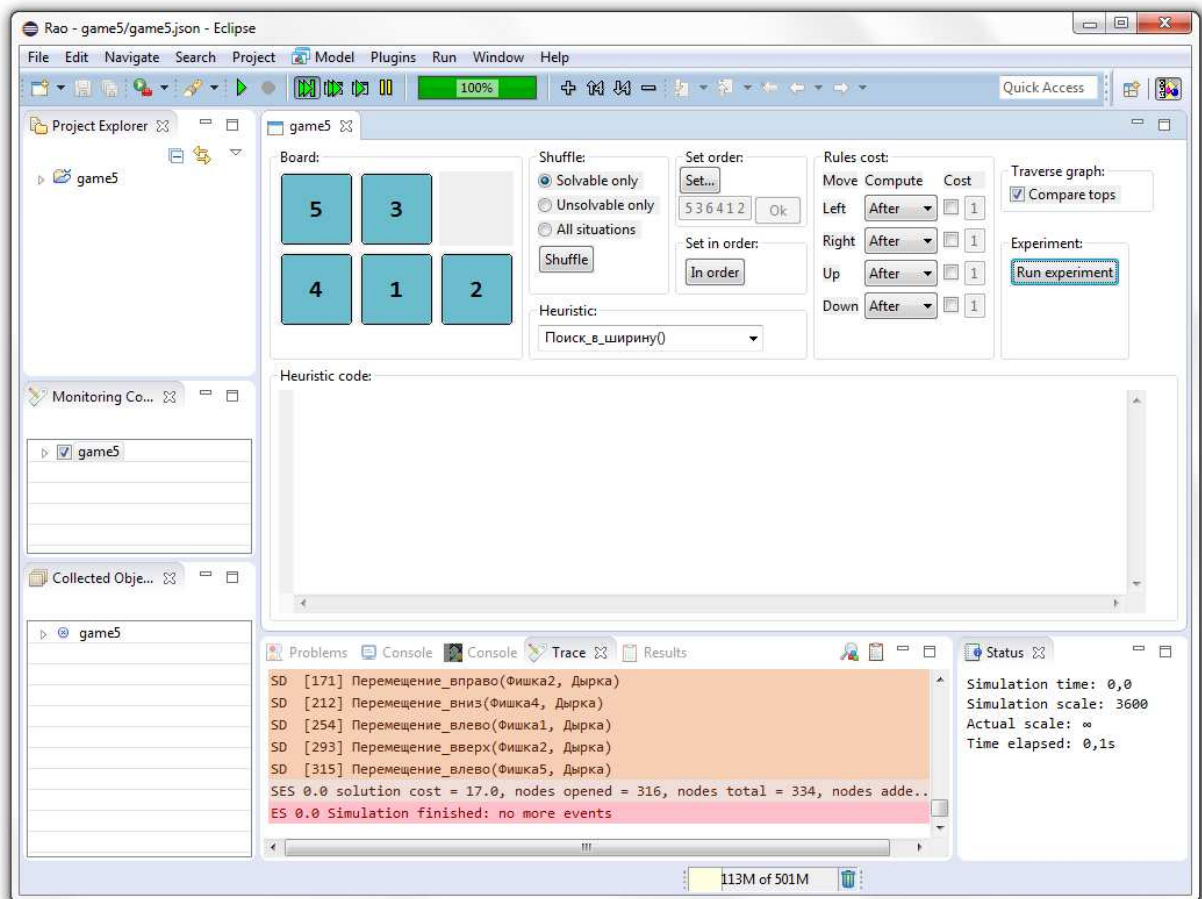 Rao - game5/game5.json - Eclipse
File Edit Navigate Search Project Model Plugins Run Window Help
100%
Quick Access
Project Explorer
game5
game5
Board:
5 3
4 1 2
Shuffle:
Solvable only
Unsolvable only
All situations
Shuffle
Set order:
Set...
5 3 6 4 1 2 Ok
Set in order:
In order
Heuristic:
Поиск_в_ширину()
Rules cost:
Move Compute Cost
Left After 1
Right After 1
Up After 1
Down After 1
Traverse graph:
Compare tops
Experiment:
Run experiment
Heuristic code:
Monitoring Co...
game5
Collected Obje...
game5
Problems Console Console Trace Results
SD [171] Перемещение_вправо(Фишка2, Дырка)
SD [212] Перемещение_вниз(Фишка4, Дырка)
SD [254] Перемещение_влево(Фишка1, Дырка)
SD [293] Перемещение_вверх(Фишка2, Дырка)
SD [315] Перемещение_влево(Фишка5, Дырка)
SES 0.0 solution cost = 17.0, nodes opened = 316, nodes total = 334, nodes adde..
ES 0.0 Simulation finished: no more events
Status
Simulation time: 0,0
Simulation scale: 3600
Actual scale: ∞
Time elapsed: 0,1s
113M of 501M